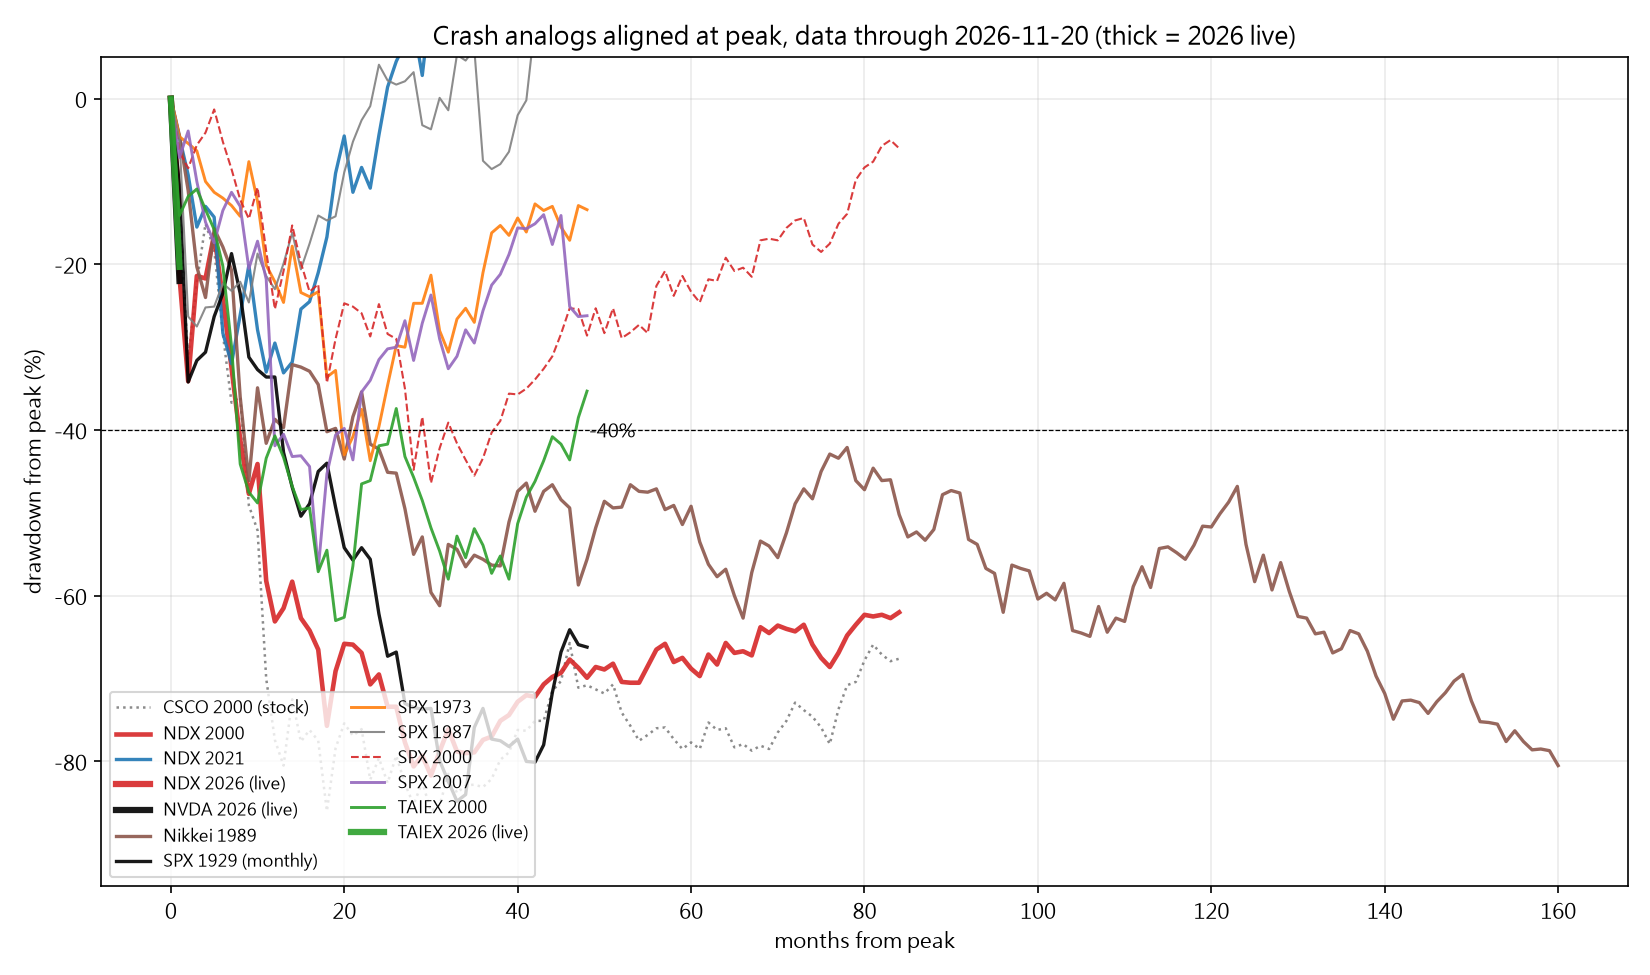 Crash analogs aligned at peak, data through 2026-11-20 (thick = 2026 live)
drawdown from peak (%)
0
-20
-40
-60
-80
-40%
CSCO 2000 (stock)
NDX 2000
NDX 2021
NDX 2026 (live)
NVDA 2026 (live)
Nikkei 1989
SPX 1929 (monthly)
SPX 1973
SPX 1987
SPX 2000
SPX 2007
TAIEX 2000
TAIEX 2026 (live)
0 20 40 60 80 100 120 140 160
months from peak